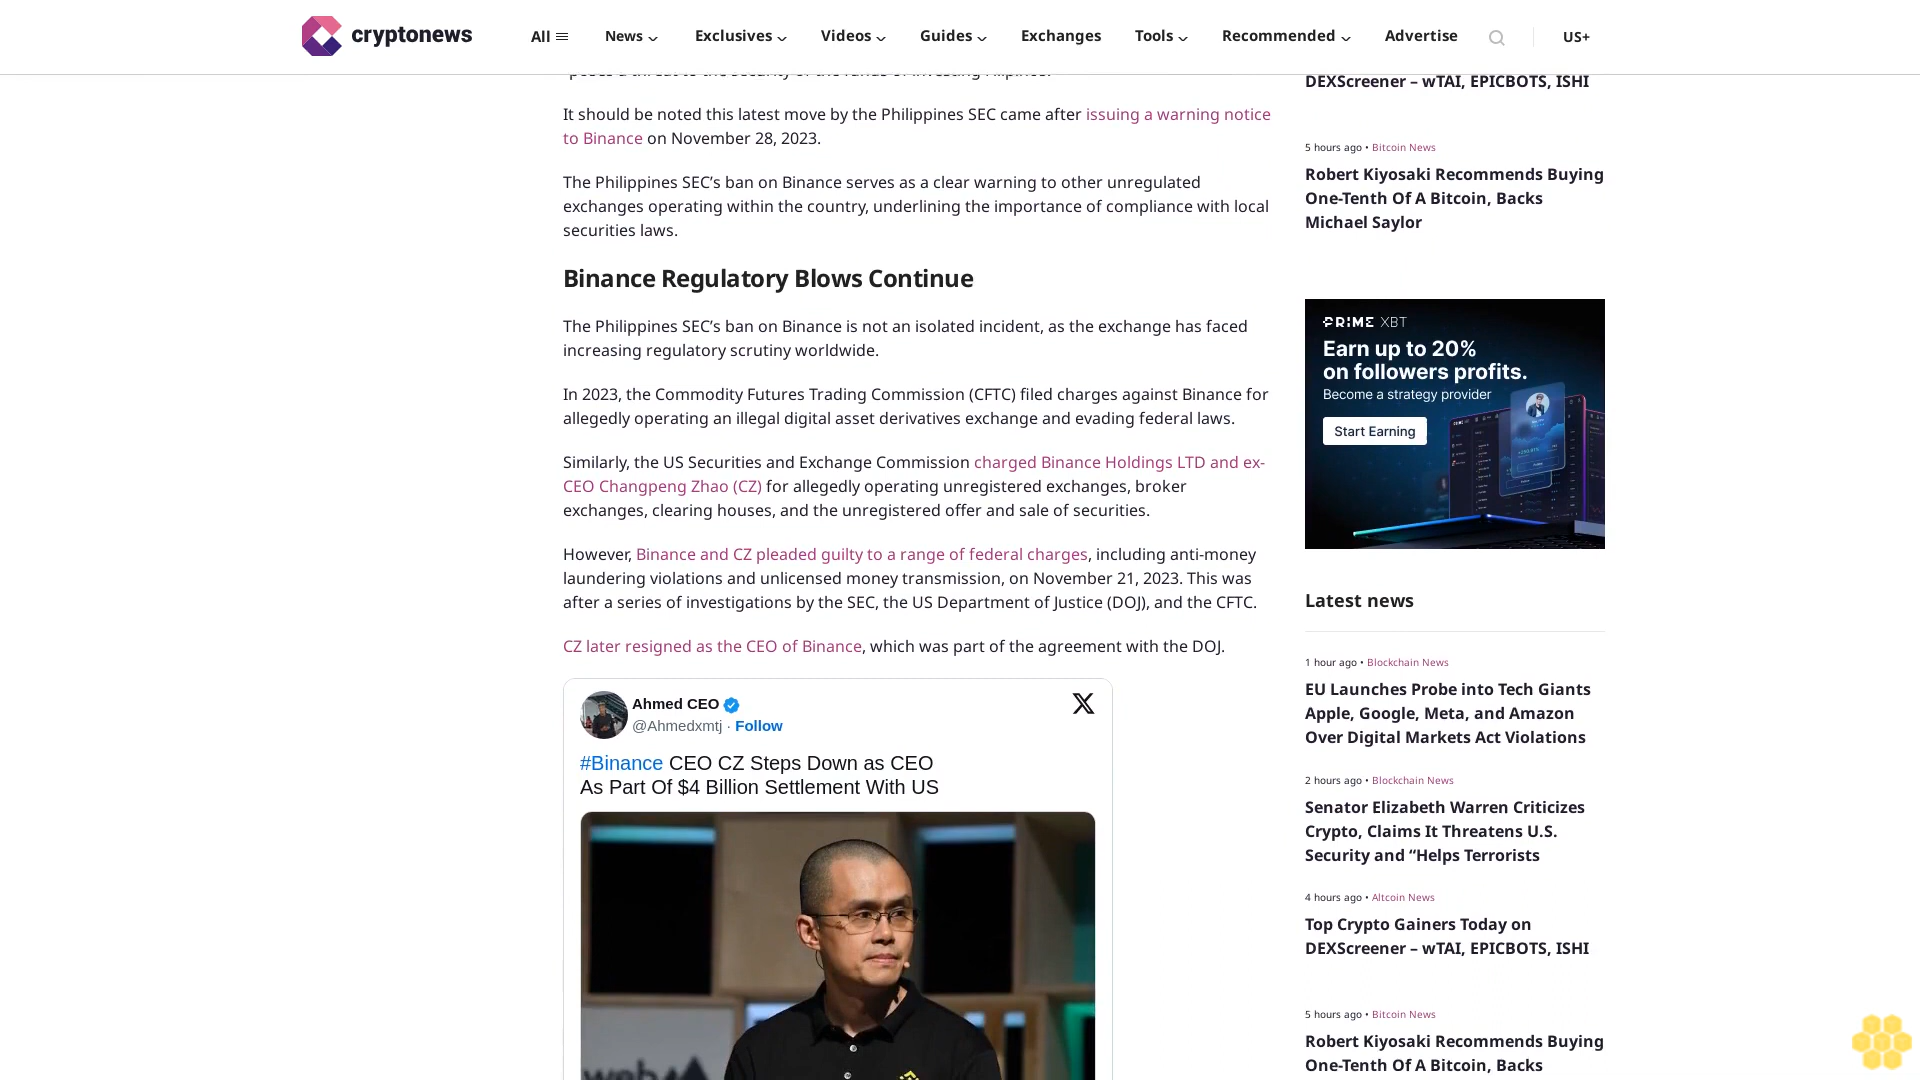 cryptonews
All
News
Exclusives
Videos
Guides
Exchanges
Tools
Recommended
Advertise
US+
It should be noted this latest move by the Philippines SEC came after issuing a warning notice
to Binance on November 28, 2023.
The Philippines SEC’s ban on Binance serves as a clear warning to other unregulated
exchanges operating within the country, underlining the importance of compliance with local
securities laws.
Binance Regulatory Blows Continue
The Philippines SEC’s ban on Binance is not an isolated incident, as the exchange has faced
increasing regulatory scrutiny worldwide.
In 2023, the Commodity Futures Trading Commission (CFTC) filed charges against Binance for
allegedly operating an illegal digital asset derivatives exchange and evading federal laws.
Similarly, the US Securities and Exchange Commission charged Binance Holdings LTD and ex-
CEO Changpeng Zhao (CZ) for allegedly operating unregistered exchanges, broker
exchanges, clearing houses, and the unregistered offer and sale of securities.
However, Binance and CZ pleaded guilty to a range of federal charges, including anti-money
laundering violations and unlicensed money transmission, on November 21, 2023. This was
after a series of investigations by the SEC, the US Department of Justice (DOJ), and the CFTC.
CZ later resigned as the CEO of Binance, which was part of the agreement with the DOJ.
Ahmed CEO
@Ahmedxmtj · Follow
#Binance CEO CZ Steps Down as CEO
As Part Of $4 Billion Settlement With US
DEXScreener – wTAI, EPICBOTS, ISHI
5 hours ago • Bitcoin News
Robert Kiyosaki Recommends Buying
One-Tenth Of A Bitcoin, Backs
Michael Saylor
PRIME XBT
Earn up to 20%
on followers profits.
Become a strategy provider
Start Earning
Latest news
1 hour ago • Blockchain News
EU Launches Probe into Tech Giants
Apple, Google, Meta, and Amazon
Over Digital Markets Act Violations
2 hours ago • Blockchain News
Senator Elizabeth Warren Criticizes
Crypto, Claims It Threatens U.S.
Security and “Helps Terrorists
4 hours ago • Altcoin News
Top Crypto Gainers Today on
DEXScreener – wTAI, EPICBOTS, ISHI
5 hours ago • Bitcoin News
Robert Kiyosaki Recommends Buying
One-Tenth Of A Bitcoin, Backs